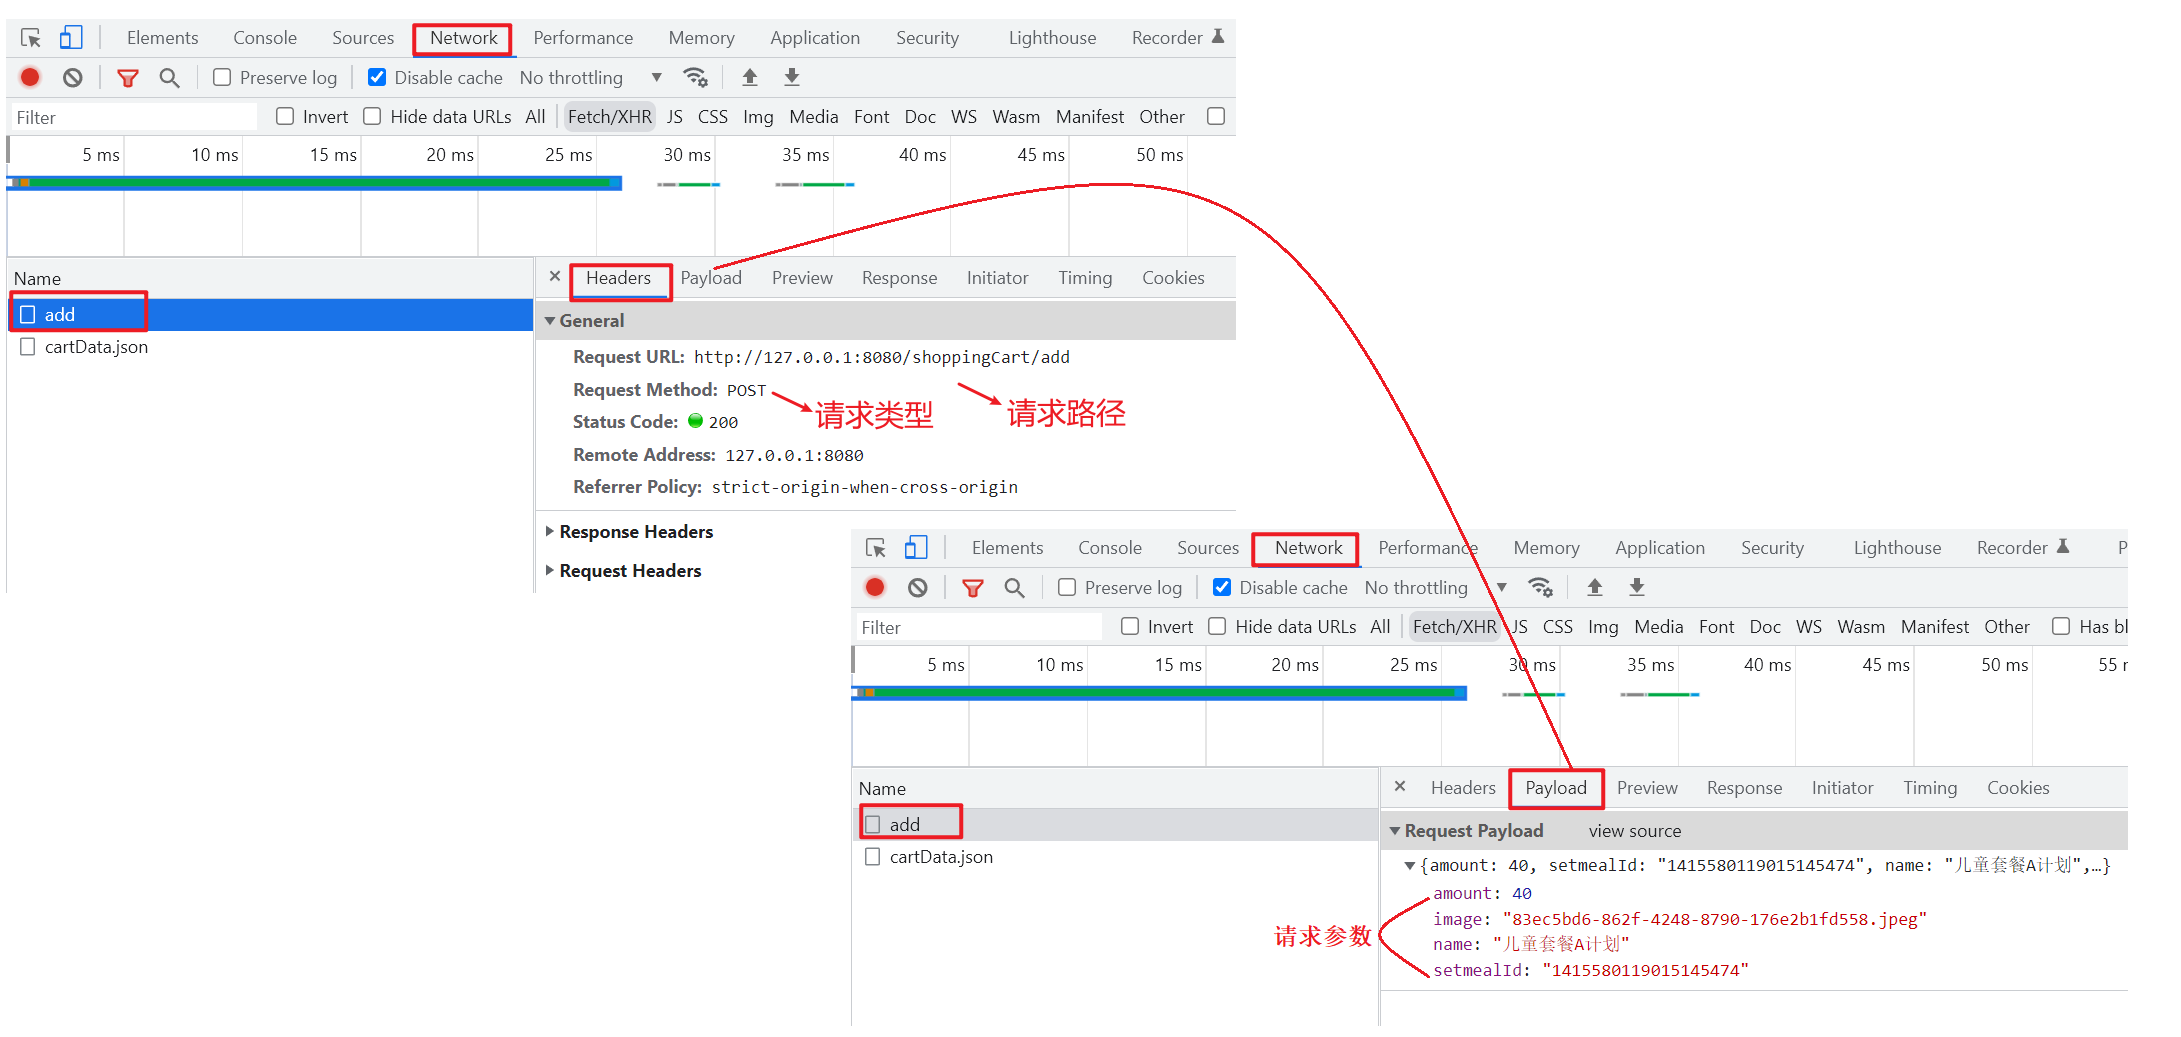 Elements Console Sources Network Performance Memory Application Security Lighthouse Recorder
Preserve log Disable cache No throttling
Filter Invert Hide data URLs All Fetch/XHR JS CSS Img Media Font Doc WS Wasm Manifest Other
5 ms 10 ms 15 ms 20 ms 25 ms 30 ms 35 ms 40 ms 45 ms 50 ms
Name
add
cartData.json
Headers Payload Preview Response Initiator Timing Cookies
General
Request URL: http://127.0.0.1:8080/shoppingCart/add
Request Method: POST
请求类型
请求路径
Status Code: 200
Remote Address: 127.0.0.1:8080
Referrer Policy: strict-origin-when-cross-origin
Response Headers
Request Headers
Elements Console Sources Network Performance Memory Application Security Lighthouse Recorder P
Preserve log Disable cache No throttling
Filter Invert Hide data URLs All Fetch/XHR JS CSS Img Media Font Doc WS Wasm Manifest Other Has bl
5 ms 10 ms 15 ms 20 ms 25 ms 30 ms 35 ms 40 ms 45 ms 50 ms 55
Name
add
cartData.json
Headers Payload Preview Response Initiator Timing Cookies
Request Payload view source
{amount: 40, setmealId: "1415580119015145474", name: "儿童套餐A计划",…}
amount: 40
image: "83ec5bd6-862f-4248-8790-176e2b1fd558.jpeg"
name: "儿童套餐A计划"
setmealId: "1415580119015145474"
请求参数